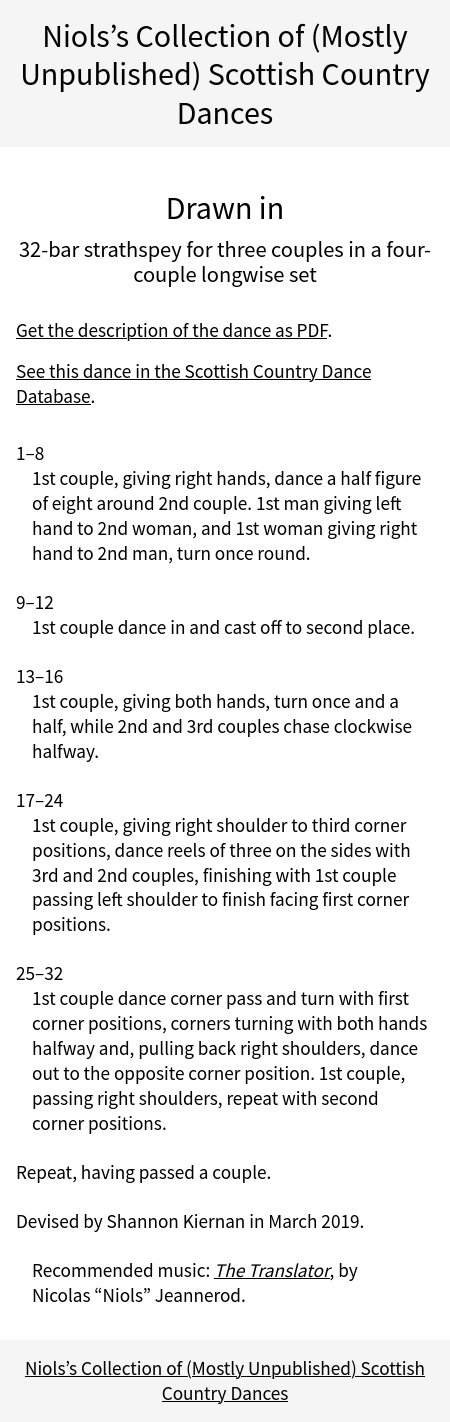 Niols’s Collection of (Mostly
Unpublished) Scottish Country
Dances
Drawn in
32-bar strathspey for three couples in a four-
couple longwise set
Get the description of the dance as PDF.
See this dance in the Scottish Country Dance
Database.
1–8
1st couple, giving right hands, dance a half figure
of eight around 2nd couple. 1st man giving left
hand to 2nd woman, and 1st woman giving right
hand to 2nd man, turn once round.
9–12
1st couple dance in and cast off to second place.
13–16
1st couple, giving both hands, turn once and a
half, while 2nd and 3rd couples chase clockwise
halfway.
17–24
1st couple, giving right shoulder to third corner
positions, dance reels of three on the sides with
3rd and 2nd couples, finishing with 1st couple
passing left shoulder to finish facing first corner
positions.
25–32
1st couple dance corner pass and turn with first
corner positions, corners turning with both hands
halfway and, pulling back right shoulders, dance
out to the opposite corner position. 1st couple,
passing right shoulders, repeat with second
corner positions.
Repeat, having passed a couple.
Devised by Shannon Kiernan in March 2019.
Recommended music: The Translator, by
Nicolas “Niols” Jeannerod.
Niols’s Collection of (Mostly Unpublished) Scottish
Country Dances